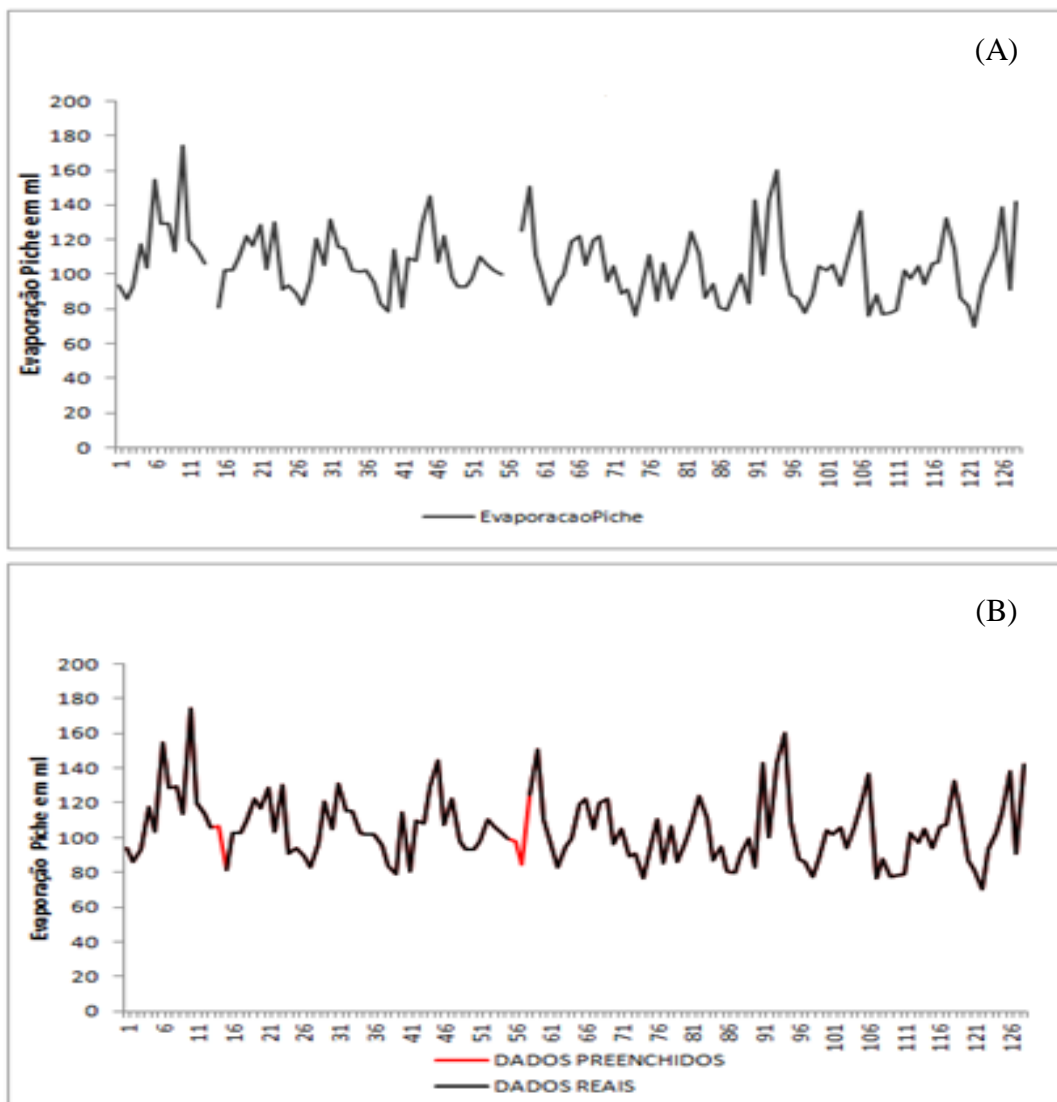 (A)
200
180
160
140
120
100
80
60
40
20
0
Evaporação Piche em ml
1 6 11 16 21 26 31 36 41 46 51 56 61 66 71 76 81 86 91 96 101 106 111 116 121 126
EvaporacaoPiche
(B)
200
180
160
140
120
100
80
60
40
20
0
Evaporação Piche em ml
1 6 11 16 21 26 31 36 41 46 51 56 61 66 71 76 81 86 91 96 101 106 111 116 121 126
DADOS PREENCHIDOS
DADOS REAIS